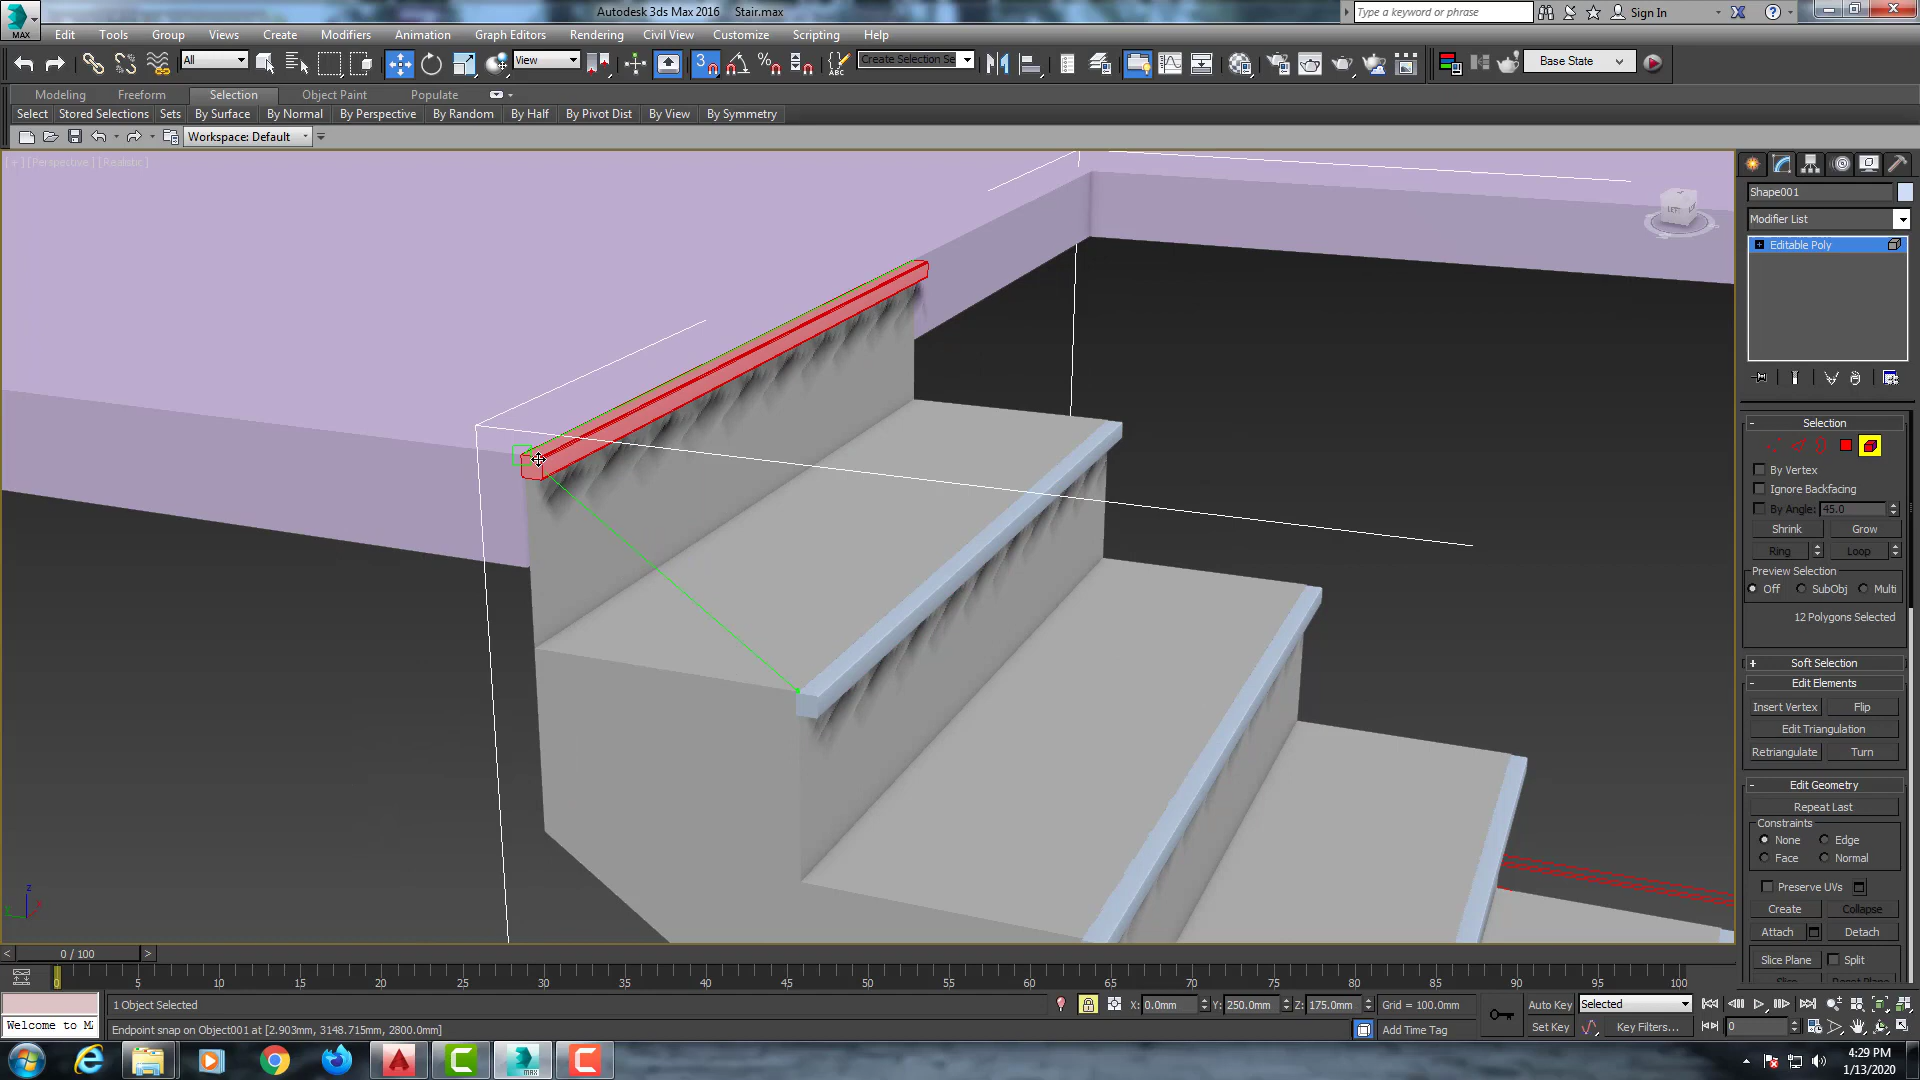 Autodesk 3ds Max 2016 Stair.max
Type a keyword or phrase
Sign In
MAX
Edit Tools Group Views Create Modifiers Animation Graph Editors Rendering Civil View Customize Scripting Help
All
View
3
Create Selection Se
Base State
Modeling Freeform Selection Object Paint Populate
Select Stored Selections Sets By Surface By Normal By Perspective By Random By Half By Pivot Dist By View By Symmetry
Workspace: Default
[+] [Perspective] [Realistic]
Shape001
Modifier List
Editable Poly
Selection
By Vertex
Ignore Backfacing
By Angle: 45.0
Shrink Grow
Ring Loop
Preview Selection
Off SubObj Multi
12 Polygons Selected
Soft Selection
Edit Elements
Insert Vertex Flip
Edit Triangulation
Retriangulate Turn
Edit Geometry
Repeat Last
Constraints
None Edge
Face Normal
Preserve UVs
Create Collapse
Attach Detach
Slice Plane Split
0 / 100
0 5 10 15 20 25 30 35 40 45 50 55 60 65 70 75 80 85 90 95 100
1 Object Selected
X: 0.0mm Y: 250.0mm Z: 175.0mm Grid = 100.0mm
Auto Key Selected
Welcome to M
Endpoint snap on Object001 at [2.903mm, 3148.715mm, 2800.0mm]
Add Time Tag
Set Key Key Filters... 0
4:29 PM
1/13/2020